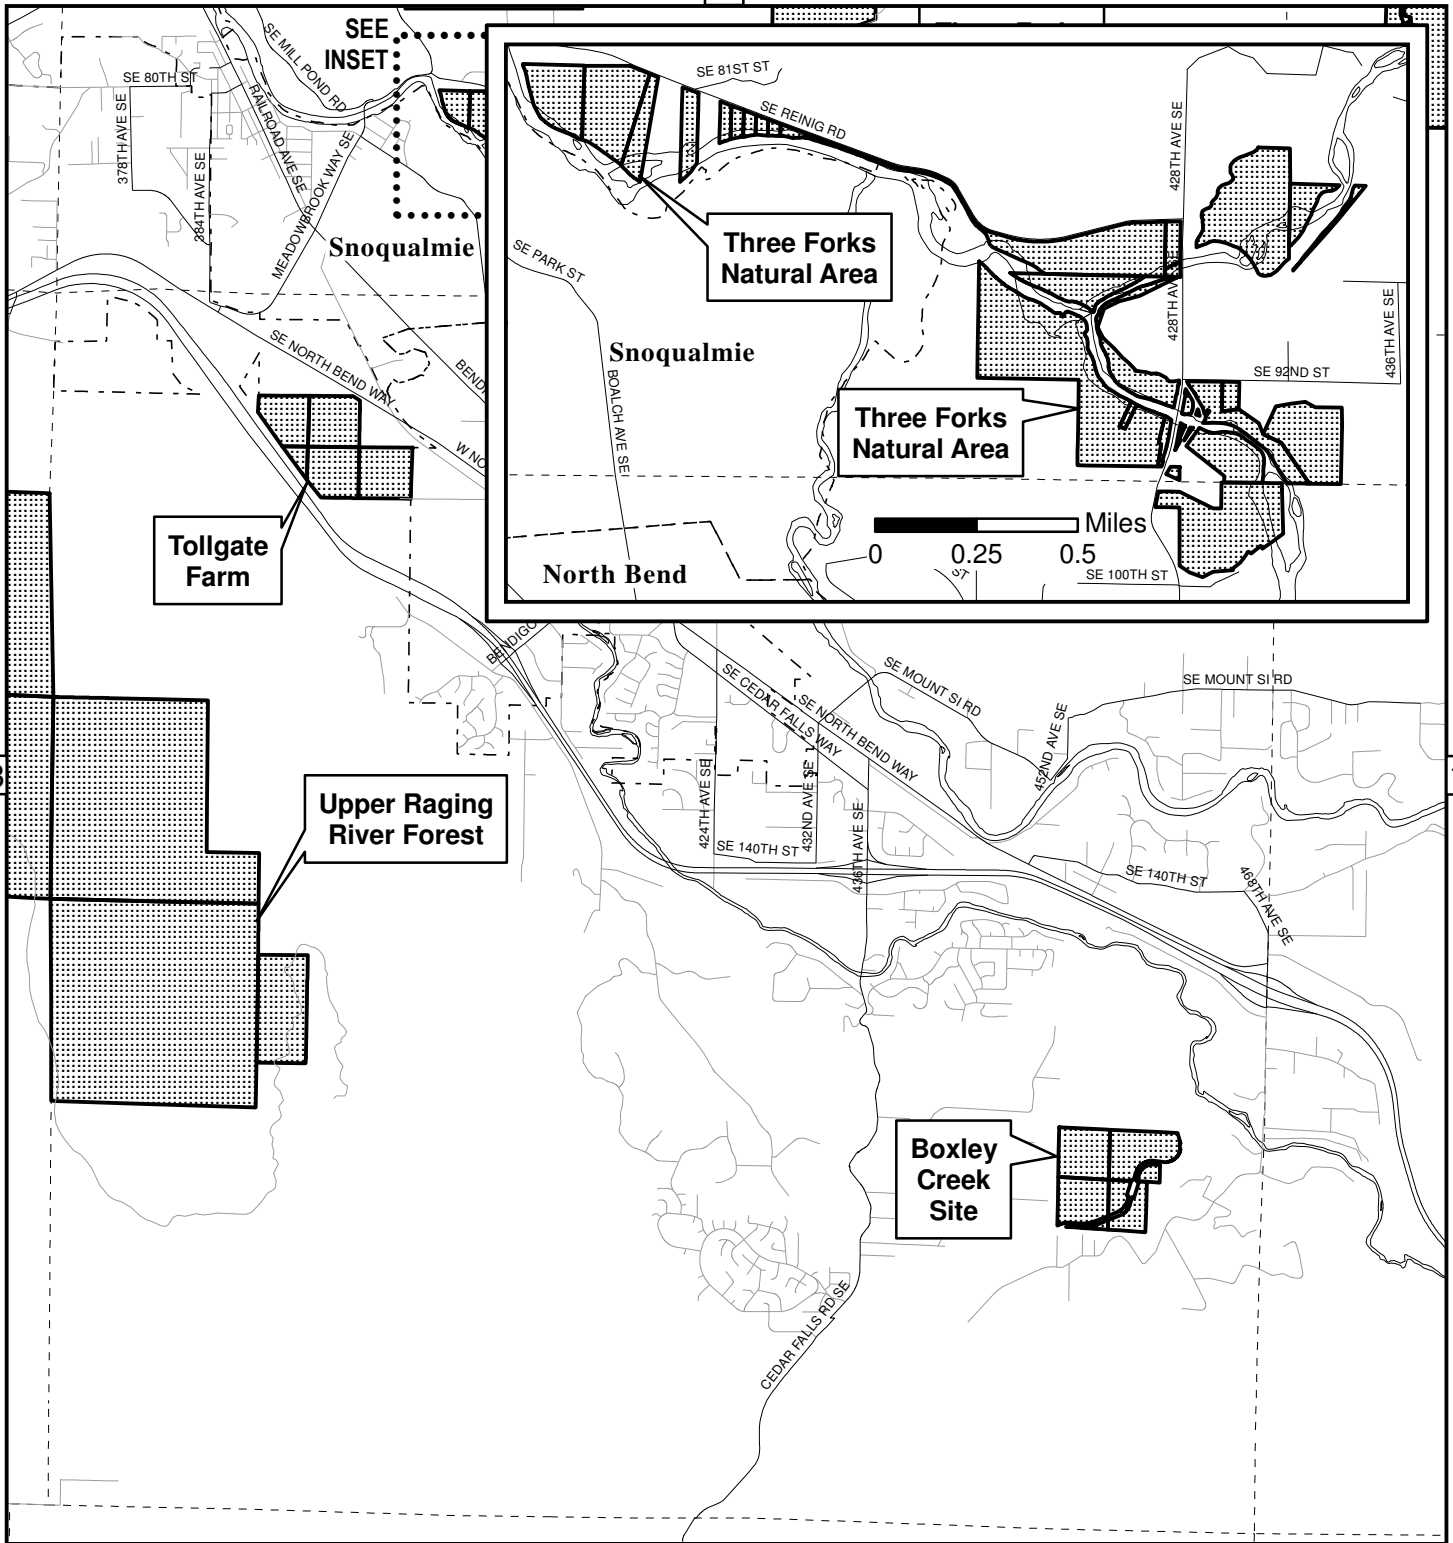 SEE
INSET
SE MILL POND RD
SE 80TH ST
RAILROAD AVE SE
378TH AVE SE
384TH AVE SE
MEADOWBROOK WAY SE
Snoqualmie
SE NORTH BEND WAY
W NO
Tollgate
Farm
SE 81ST ST
SE REINIG RD
428TH AVE SE
Three Forks
Natural Area
SE PARK ST
428TH AVE SE
436TH AVE SE
Snoqualmie
BOALCH AVE SE
SE 92ND ST
Three Forks
Natural Area
Miles
0 0.25 0.5
North Bend
ST
SE 100TH ST
BENDIGO
SE CEDAR FALLS WAY
SE NORTH BEND WAY
SE MOUNT SI RD
SE MOUNT SI RD
452ND AVE SE
424TH AVE SE
432ND AVE SE
436TH AVE SE
SE 140TH ST
SE 140TH ST
468TH AVE SE
Upper Raging
River Forest
Boxley
Creek
Site
CEDAR FALLS RD SE